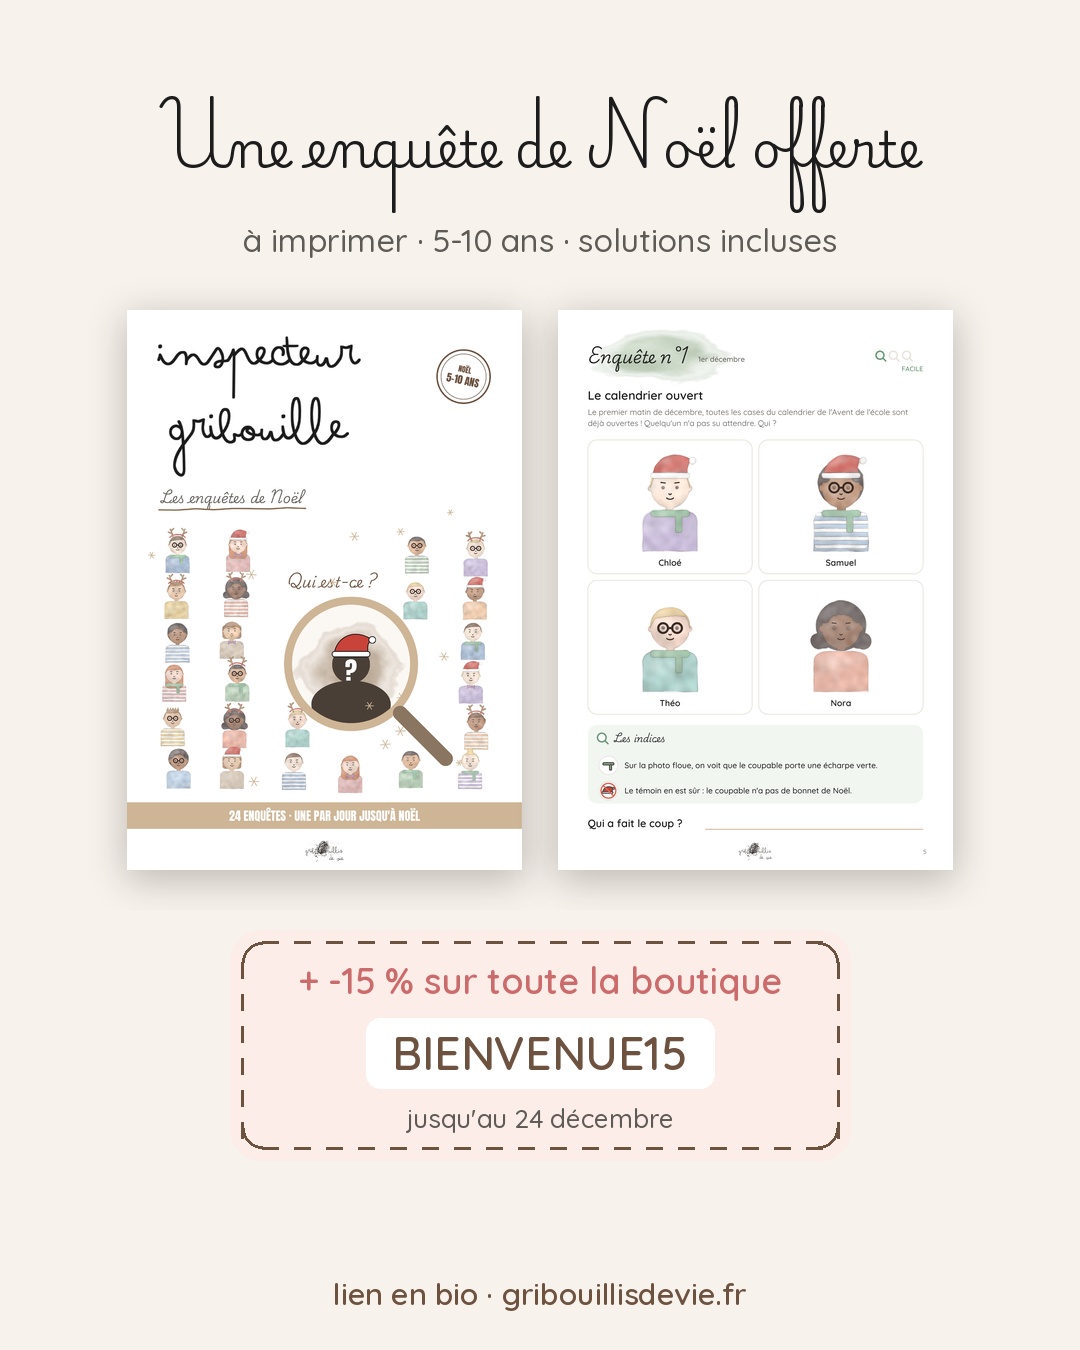 Une enquête de Noël offerte
à imprimer · 5-10 ans · solutions incluses
inspecteur
gribouille
NOËL
5-10 ANS
Les enquêtes de Noël
Qui est-ce ?
?
24 ENQUÊTES · UNE PAR JOUR JUSQU'À NOËL
Enquête n°1 1er décembre
FACILE
Le calendrier ouvert
Le premier matin de décembre, toutes les cases du calendrier de l'Avent de l'école sont
déjà ouvertes ! Quelqu'un n'a pas su attendre. Qui ?
Chloé
Samuel
Théo
Nora
Les indices
Sur la photo floue, on voit que le coupable porte une écharpe verte.
Le témoin en est sûr : le coupable n'a pas de bonnet de Noël.
Qui a fait le coup ?
5
+ -15 % sur toute la boutique
BIENVENUE15
jusqu'au 24 décembre
lien en bio · gribouillisdevie.fr